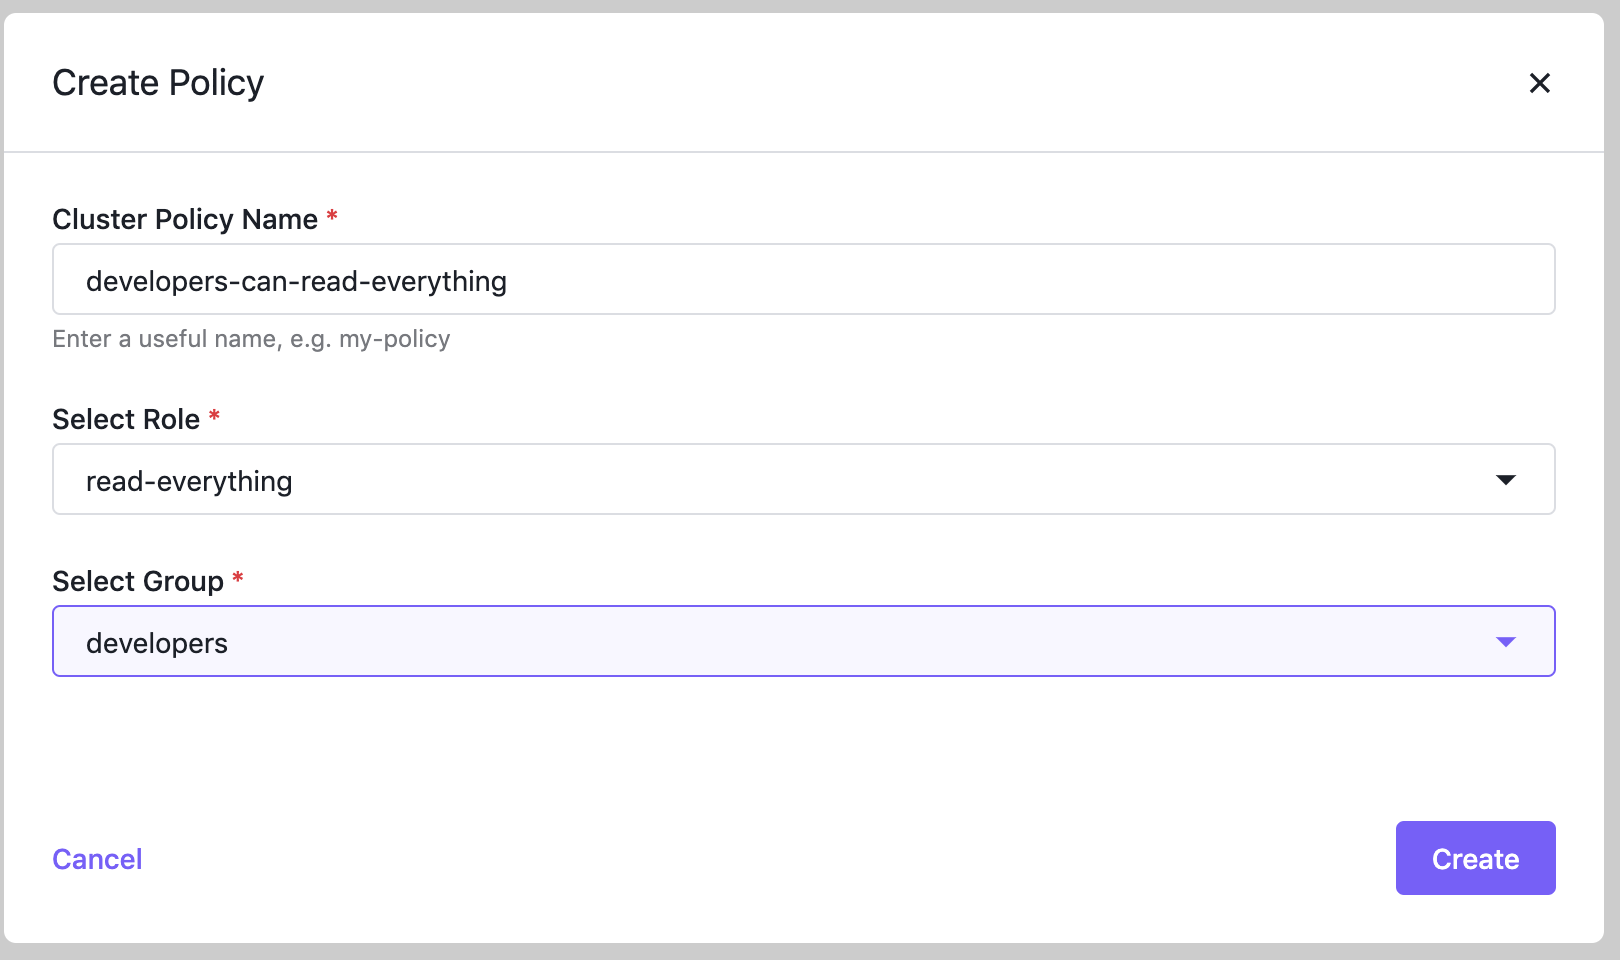 Create Policy
Cluster Policy Name *
developers-can-read-everything
Enter a useful name, e.g. my-policy
Select Role *
read-everything
Select Group *
developers
Cancel
Create